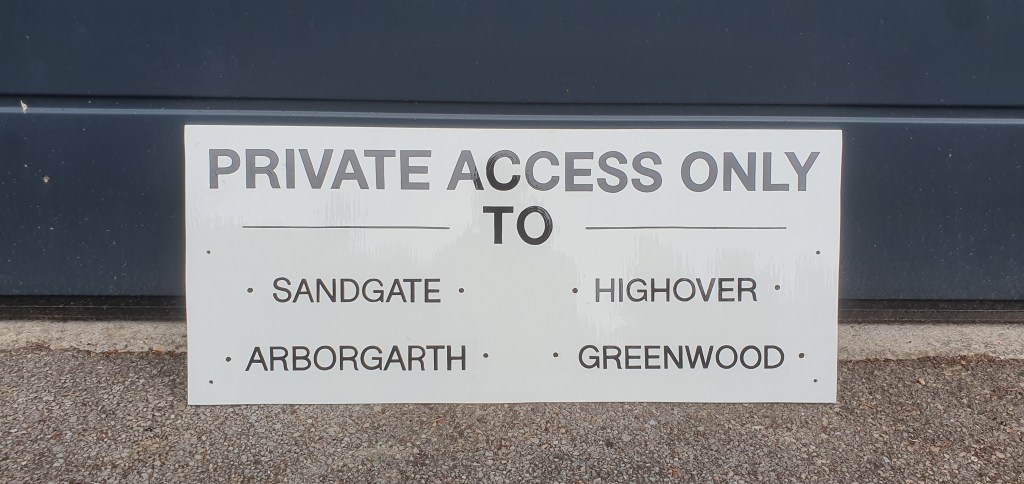 PRIVATE ACCESS ONLY
TO
• SANDGATE • • HIGHOVER •
• ARBORGARTH • • GREENWOOD •